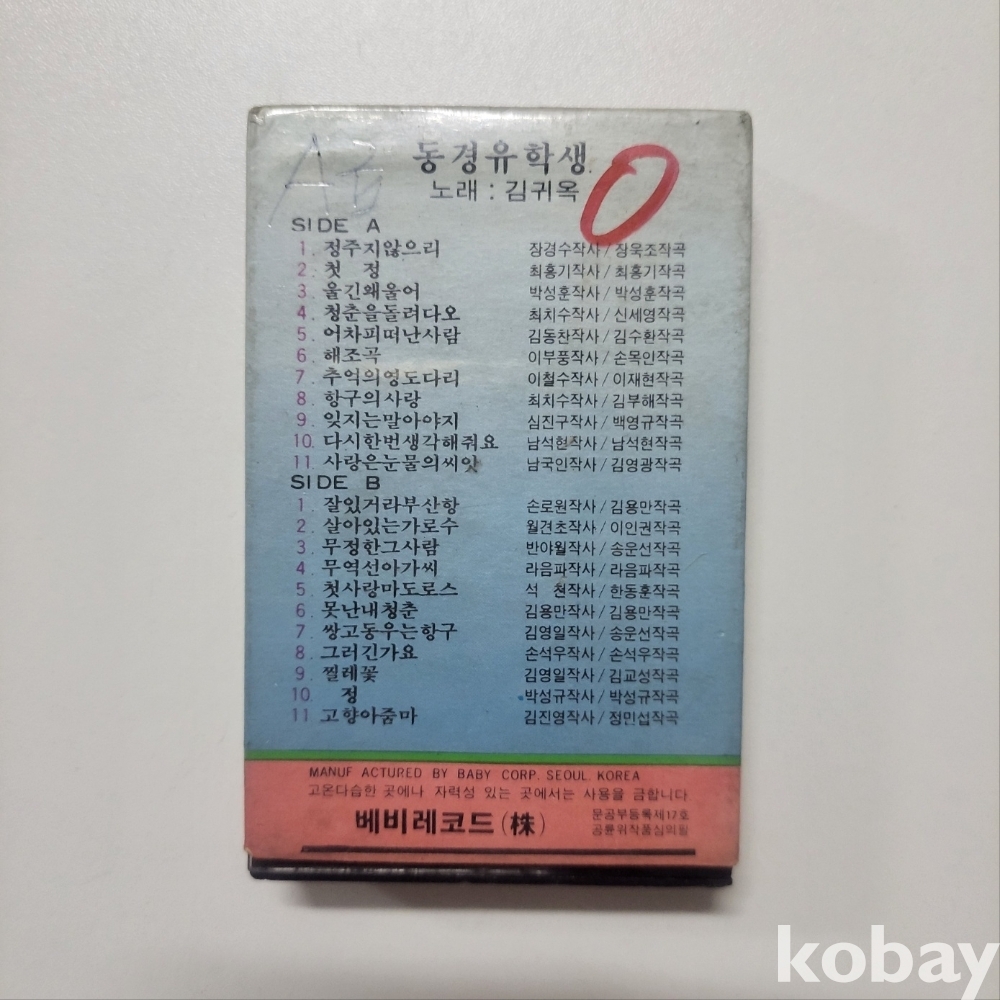 동경유학생
노래 : 김귀옥
SIDE A
1. 정주지않으리 장경수작사/장욱조작곡
2. 첫 정 최홍기작사/최홍기작곡
3. 울긴왜울어 박성훈작사/박성훈작곡
4. 청춘을돌려다오 최치수작사/신세영작곡
5. 어차피떠난사람 김동찬작사/김수환작곡
6. 해조곡 이부풍작사/손목인작곡
7. 추억의영도다리 이철수작사/이재현작곡
8. 항구의사랑 최치수작사/김부해작곡
9. 잊지는말아야지 심진구작사/백영규작곡
10. 다시한번생각해줘요 남석현작사/남석현작곡
11. 사랑은눈물의씨앗 남국인작사/김영광작곡
SIDE B
1. 잘있거라부산항 손로원작사/김용만작곡
2. 살아있는가로수 월견초작사/이인권작곡
3. 무정한그사람 반야월작사/송운선작곡
4. 무역선아가씨 라음파작사/라음파작곡
5. 첫사랑마도로스 석 천작사/한동훈작곡
6. 못난내청춘 김용만작사/김용만작곡
7. 쌍고동우는항구 김영일작사/송운선작곡
8. 그러긴가요 손석우작사/손석우작곡
9. 찔레꽃 김영일작사/김교성작곡
10. 정 박성규작사/박성규작곡
11. 고향아줌마 김진영작사/정민섭작곡
MANUF ACTURED BY BABY CORP. SEOUL. KOREA
고온다습한 곳에나 자력성 있는 곳에서는 사용을 금합니다
베비레코드(株)
문공부등록제17호
공륜위작품심의필
kobay